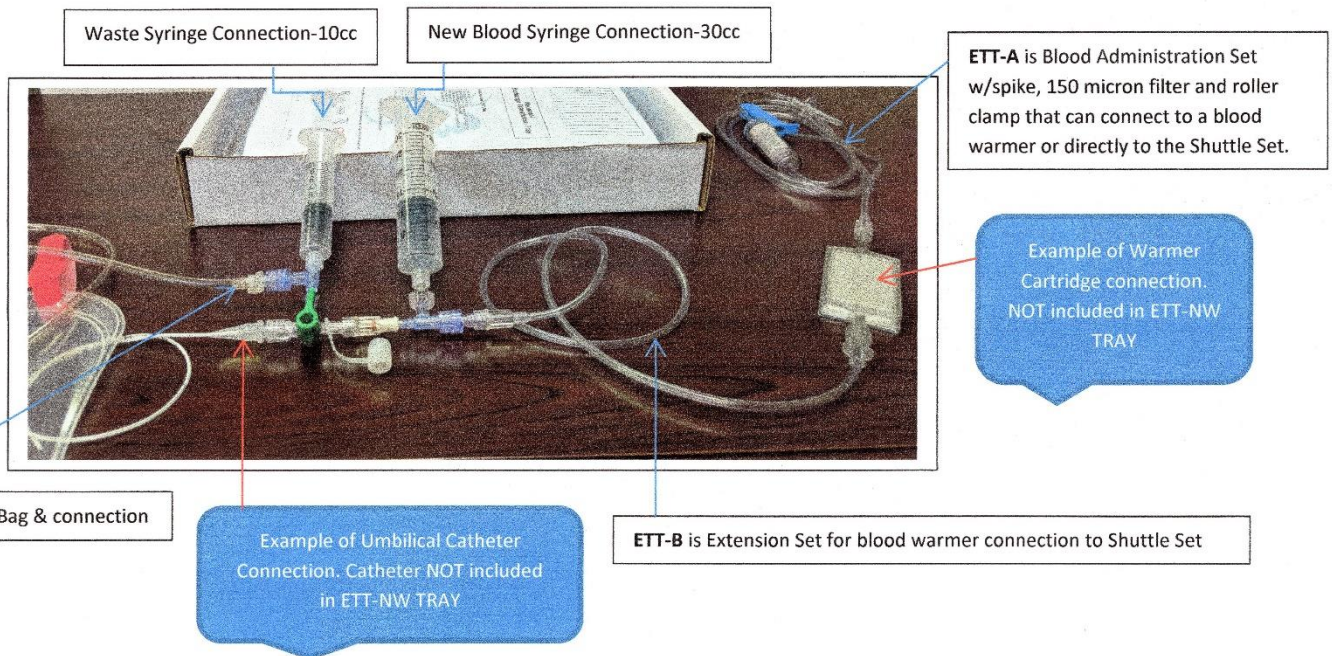 Waste Syringe Connection-10cc
New Blood Syringe Connection-30cc
ETT-A is Blood Administration Set
w/spike, 150 micron filter and roller
clamp that can connect to a blood
warmer or directly to the Shuttle Set.
Example of Warmer
Cartridge connection.
NOT included in ETT-NW
TRAY
Bag & connection
Example of Umbilical Catheter
Connection. Catheter NOT included
in ETT-NW TRAY
ETT-B is Extension Set for blood warmer connection to Shuttle Set